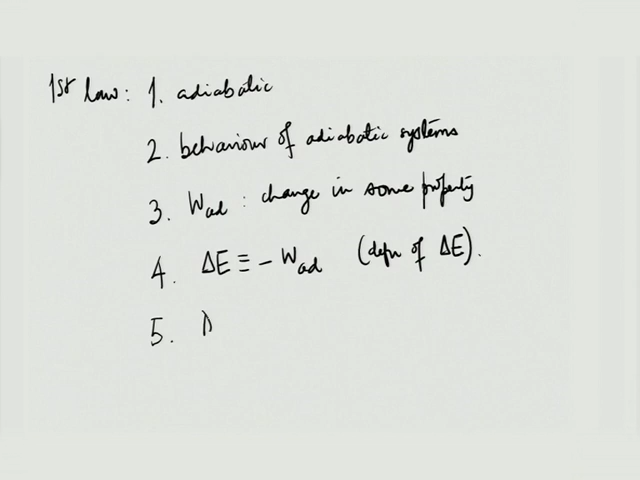 1st law: 1. adiabatic
2. behaviour of adiabatic systems
3. Wad : change in some property
4. ΔE ≡ - Wad (defn of ΔE).
5.